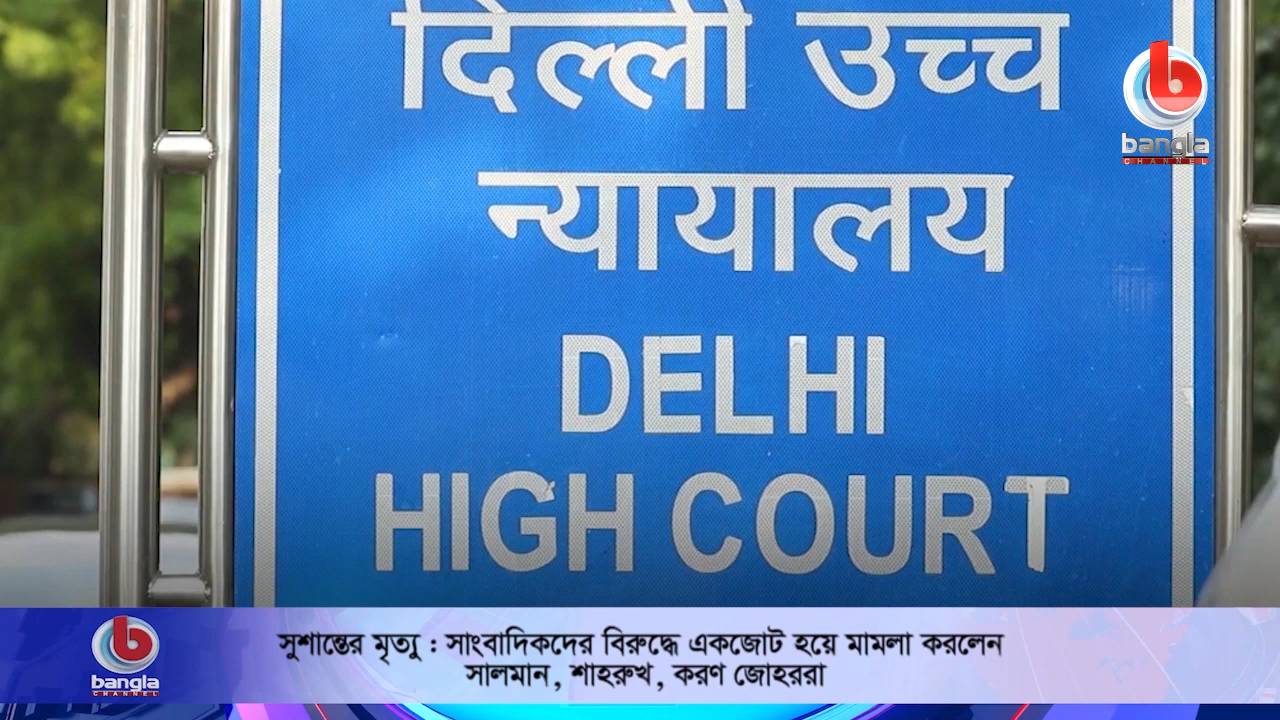 दिल्ली उच्च
न्यायालय
DELHI
HIGH COURT
b
bangla
CHANNEL
b
bangla
CHANNEL
সুশান্তের মৃত্যু : সাংবাদিকদের বিরুদ্ধে একজোট হয়ে মামলা করলেন
সালমান, শাহরুখ, করণ জোহররা